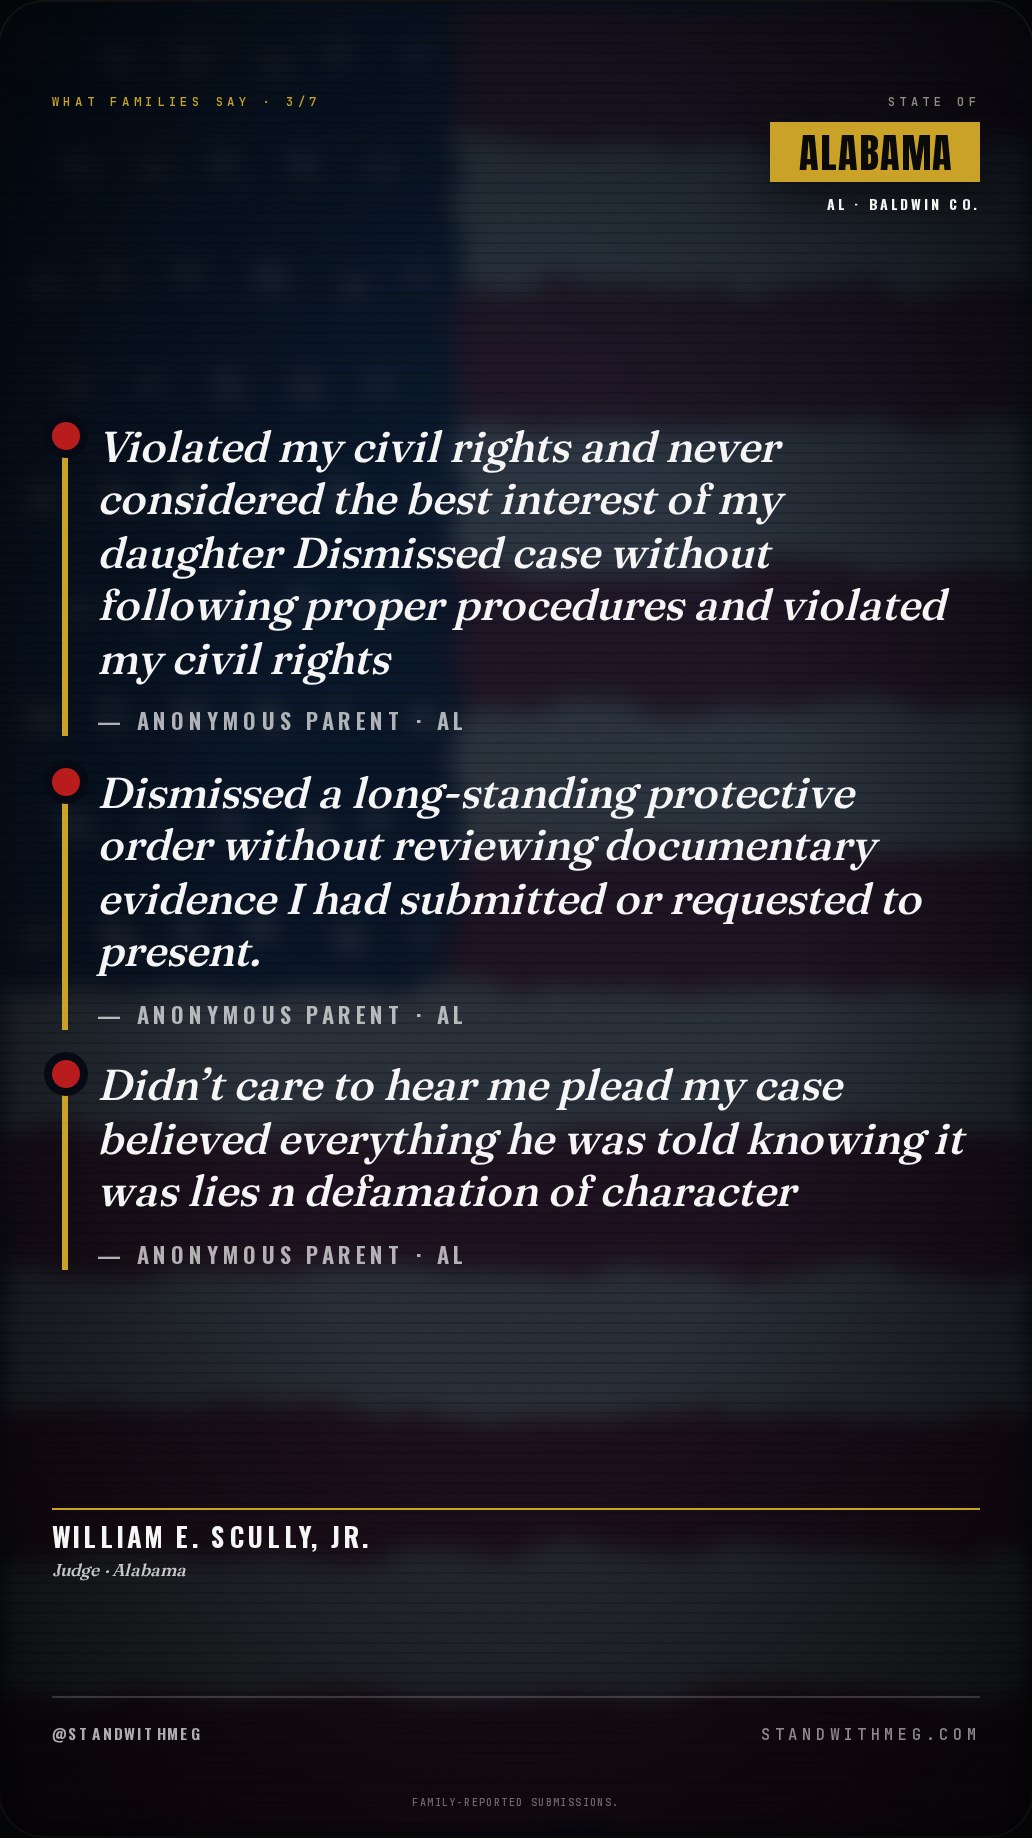 WHAT FAMILIES SAY · 3/7
STATE OF
ALABAMA
AL · BALDWIN CO.
Violated my civil rights and never
considered the best interest of my
daughter Dismissed case without
following proper procedures and violated
my civil rights
— ANONYMOUS PARENT · AL
Dismissed a long-standing protective
order without reviewing documentary
evidence I had submitted or requested to
present.
— ANONYMOUS PARENT · AL
Didn’t care to hear me plead my case
believed everything he was told knowing it
was lies n defamation of character
— ANONYMOUS PARENT · AL
WILLIAM E. SCULLY, JR.
Judge · Alabama
@STANDWITHMEG
STANDWITHMEG.COM
FAMILY-REPORTED SUBMISSIONS.